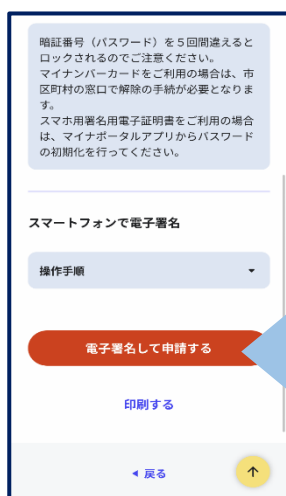 暗証番号（パスワード）を５回間違えると
ロックされるのでご注意ください。
マイナンバーカードをご利用の場合は、市
区町村の窓口で解除の手続が必要となりま
す。
スマホ用署名用電子証明書をご利用の場合
は、マイナポータルアプリからパスワード
の初期化を行ってください。
スマートフォンで電子署名
操作手順
電子署名して申請する
印刷する
戻る